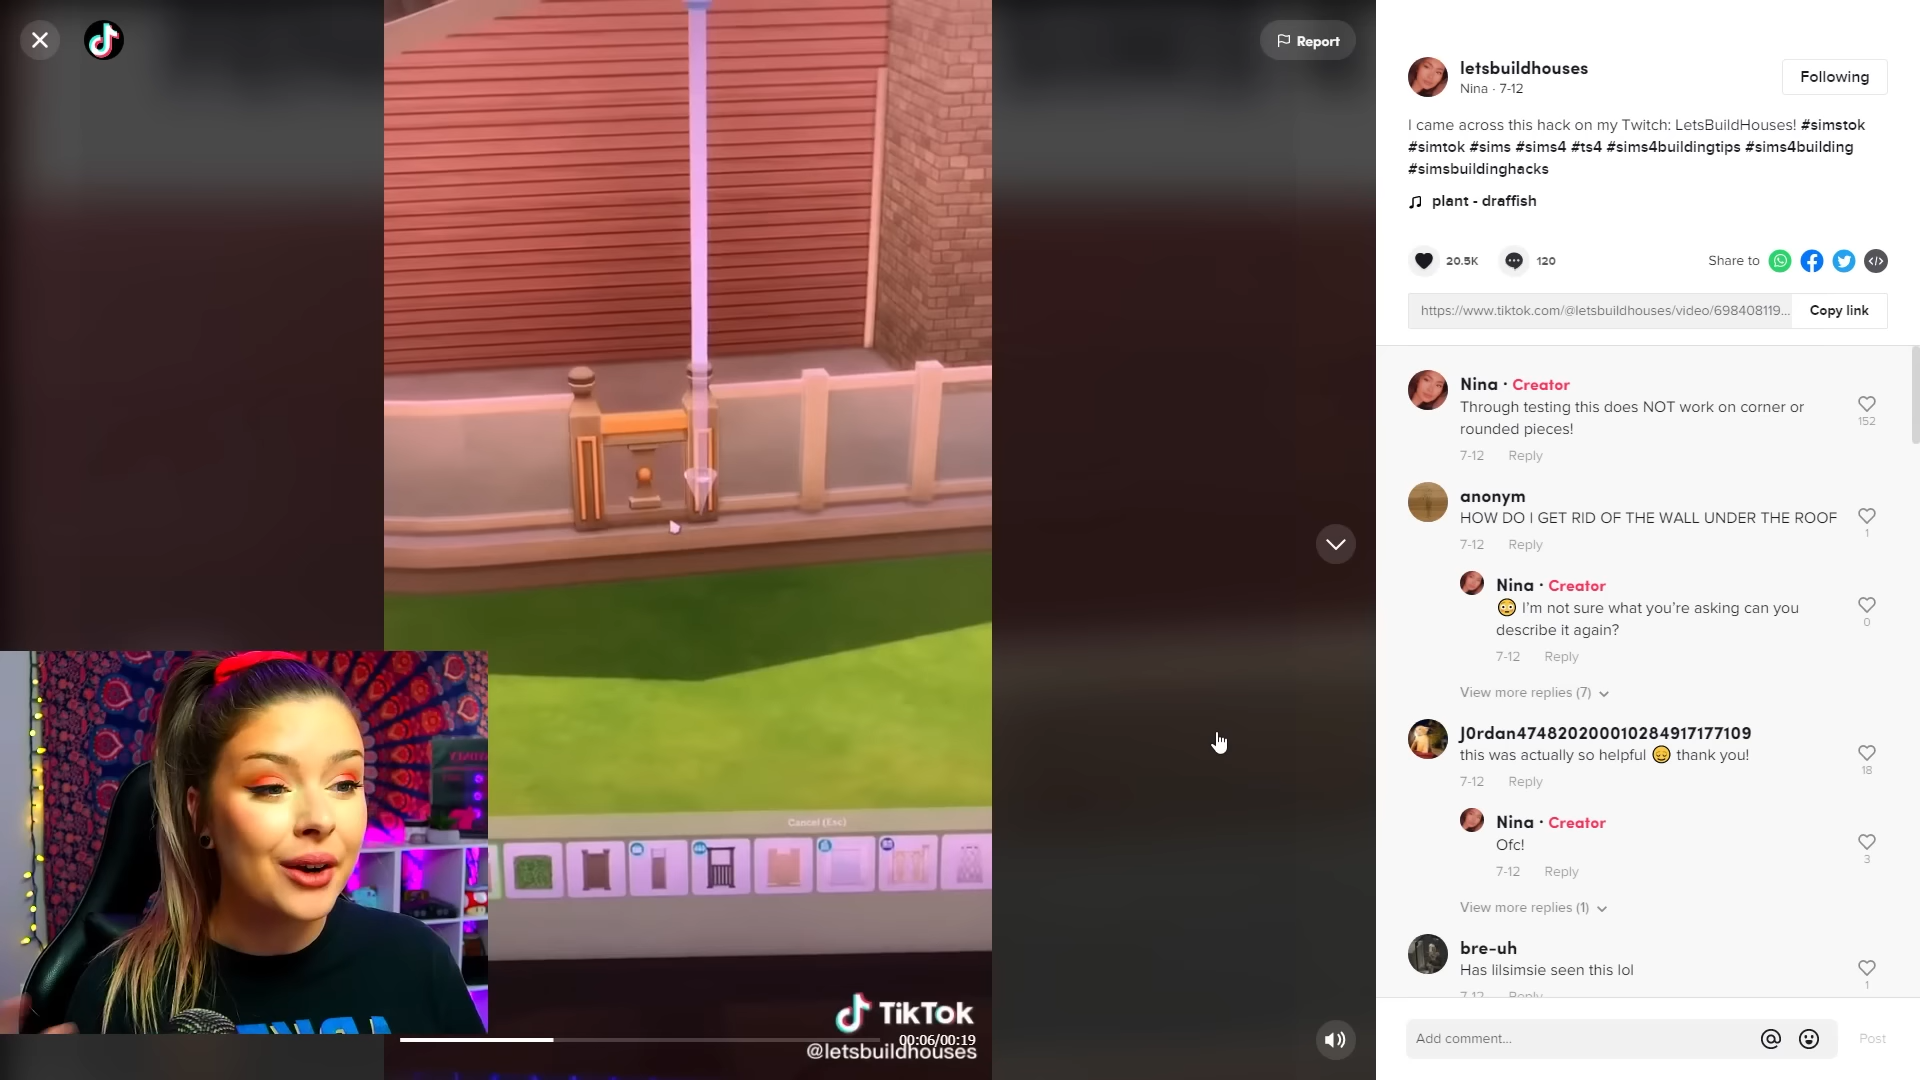 Report
letsbuildhouses
Nina · 7-12
Following
I came across this hack on my Twitch: LetsBuildHouses! #simstok
#simtok #sims #sims4 #ts4 #sims4buildingtips #sims4building
#simsbuildinghacks
plant - draffish
20.5K
120
Share to
https://www.tiktok.com/@letsbuildhouses/video/698408119...
Copy link
Nina · Creator
Through testing this does NOT work on corner or
rounded pieces!
152
7-12 Reply
anonym
HOW DO I GET RID OF THE WALL UNDER THE ROOF
1
7-12 Reply
Nina · Creator
😳 I'm not sure what you're asking can you
describe it again?
0
7-12 Reply
View more replies (7)
J0rdan474820200010284917177109
this was actually so helpful 😌 thank you!
18
7-12 Reply
Nina · Creator
Ofc!
3
7-12 Reply
View more replies (1)
bre-uh
Has lilsimsie seen this lol
1
7-12 Reply
Add comment...
Post
Cancel (Esc)
TikTok
00:06/00:19
@letsbuildhouses